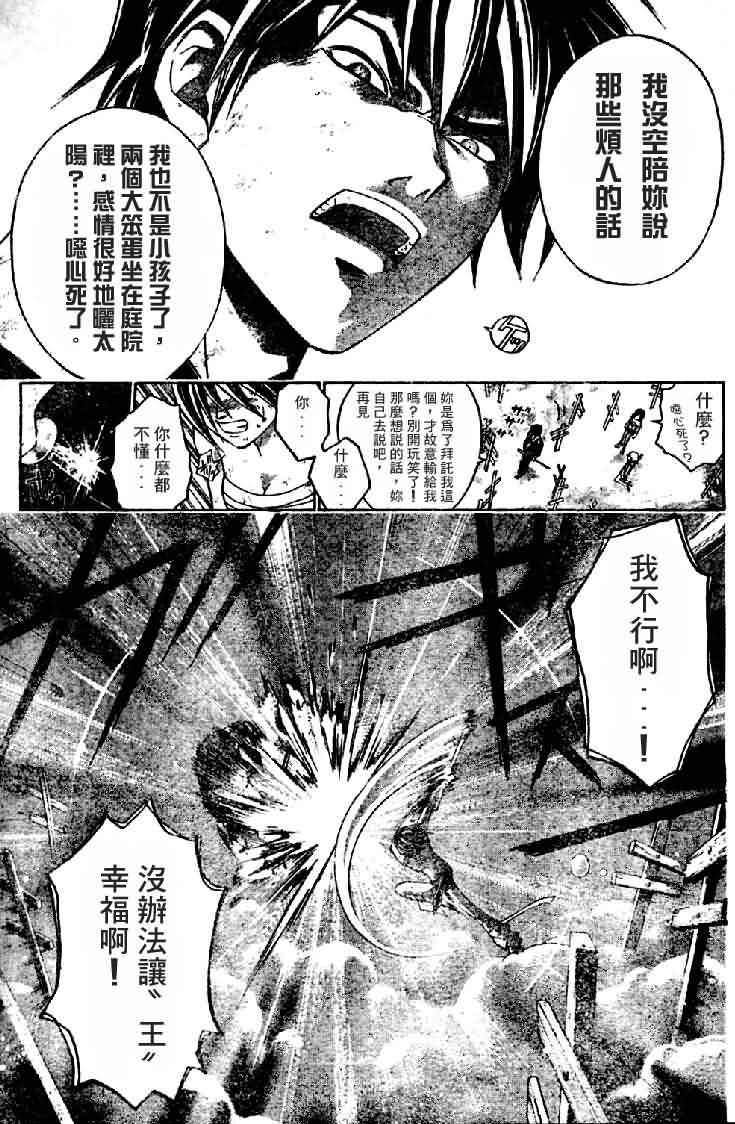 我沒空陪妳說
那些煩人的話
我也不是小孩子了，
兩個大笨蛋坐在庭院
裡，感情很好地曬太
陽？……噁心死了。
什麼？
噁心死了？
妳是為了拜託我這
個，才故意輸給我
嗎？別開玩笑了！
那麼想說的話，妳
自己去說吧，
再見
什麼．．
你…
你什麼都
不懂．．．
我不行啊．．．！
沒辦法讓〝王〞
幸福啊！